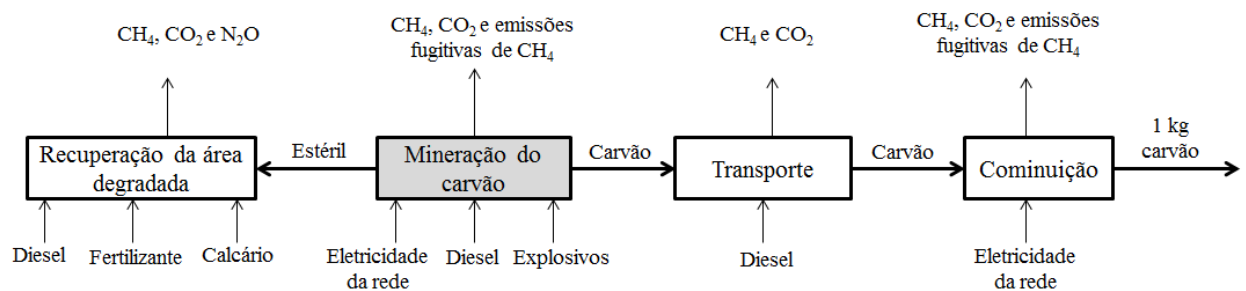 CH₄, CO₂ e N₂O
CH₄, CO₂ e emissões
fugitivas de CH₄
CH₄ e CO₂
CH₄, CO₂ e emissões
fugitivas de CH₄
Recuperação da área
degradada
Estéril
Mineração do
carvão
Carvão
Transporte
Carvão
Cominuição
1 kg
carvão
Diesel
Fertilizante
Calcário
Eletricidade
da rede
Diesel
Explosivos
Diesel
Eletricidade
da rede